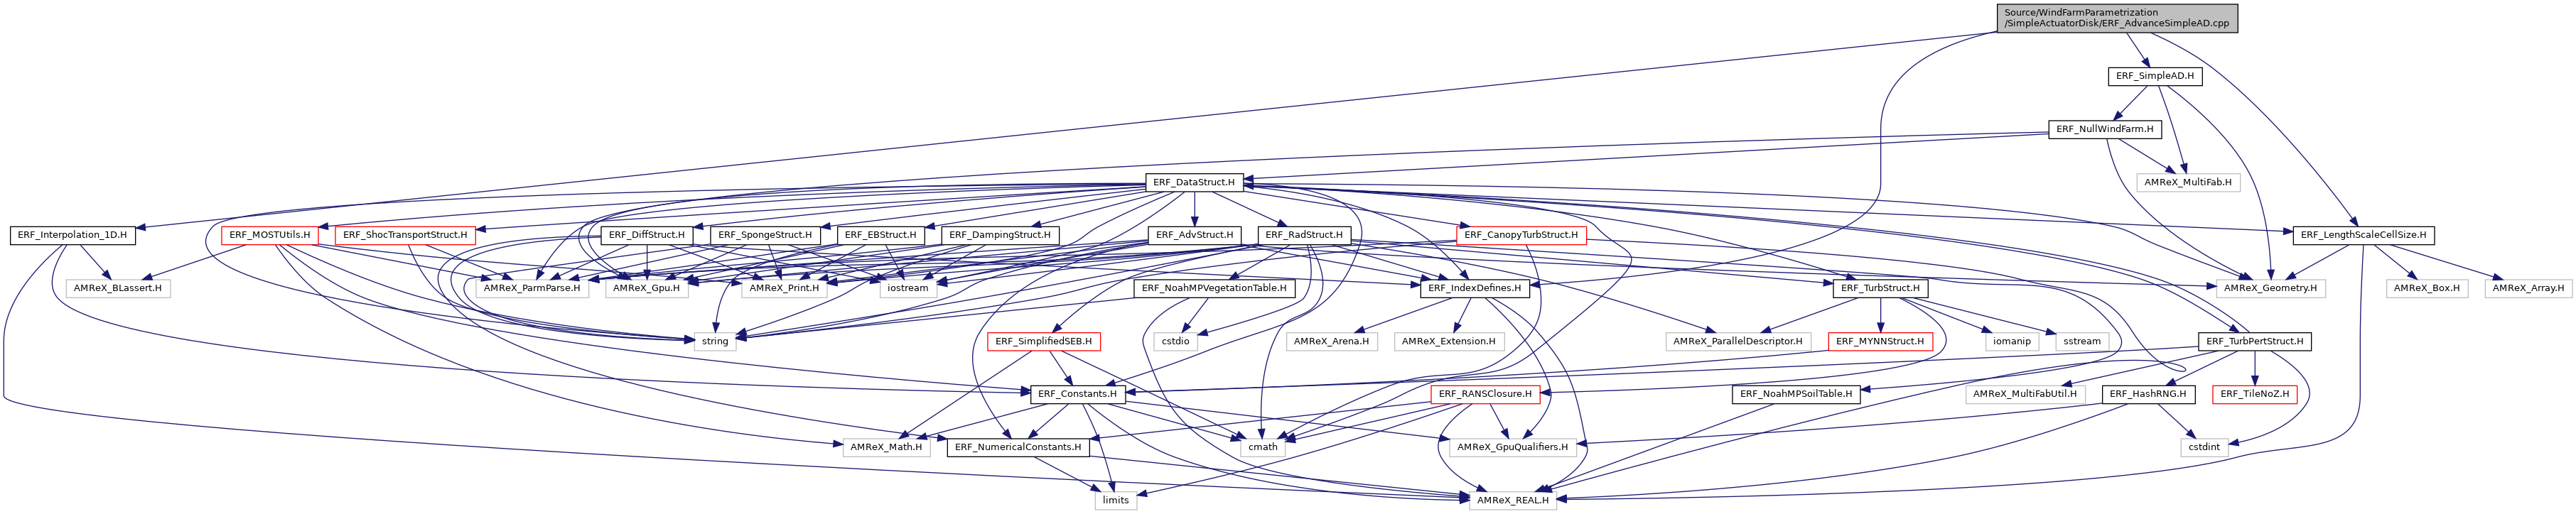 Source/WindFarmParametrization
/SimpleActuatorDisk/ERF_AdvanceSimpleAD.cpp
ERF_SimpleAD.H
ERF_NullWindFarm.H
ERF_DataStruct.H
AMReX_MultiFab.H
ERF_Interpolation_1D.H
ERF_MOSTUtils.H
ERF_ShocTransportStruct.H
ERF_DiffStruct.H
ERF_SpongeStruct.H
ERF_EBStruct.H
ERF_DampingStruct.H
ERF_AdvStruct.H
ERF_RadStruct.H
ERF_CanopyTurbStruct.H
ERF_LengthScaleCellSize.H
AMReX_BLassert.H
AMReX_ParmParse.H
AMReX_Gpu.H
AMReX_Print.H
iostream
ERF_NoahMPVegetationTable.H
ERF_IndexDefines.H
ERF_TurbStruct.H
AMReX_Geometry.H
AMReX_Box.H
AMReX_Array.H
string
ERF_SimplifiedSEB.H
cstdio
AMReX_Arena.H
AMReX_Extension.H
AMReX_ParallelDescriptor.H
ERF_MYNNStruct.H
iomanip
sstream
ERF_TurbPertStruct.H
ERF_Constants.H
ERF_RANSClosure.H
ERF_NoahMPSoilTable.H
AMReX_MultiFabUtil.H
ERF_HashRNG.H
ERF_TileNoZ.H
AMReX_Math.H
ERF_NumericalConstants.H
cmath
AMReX_GpuQualifiers.H
cstdint
limits
AMReX_REAL.H